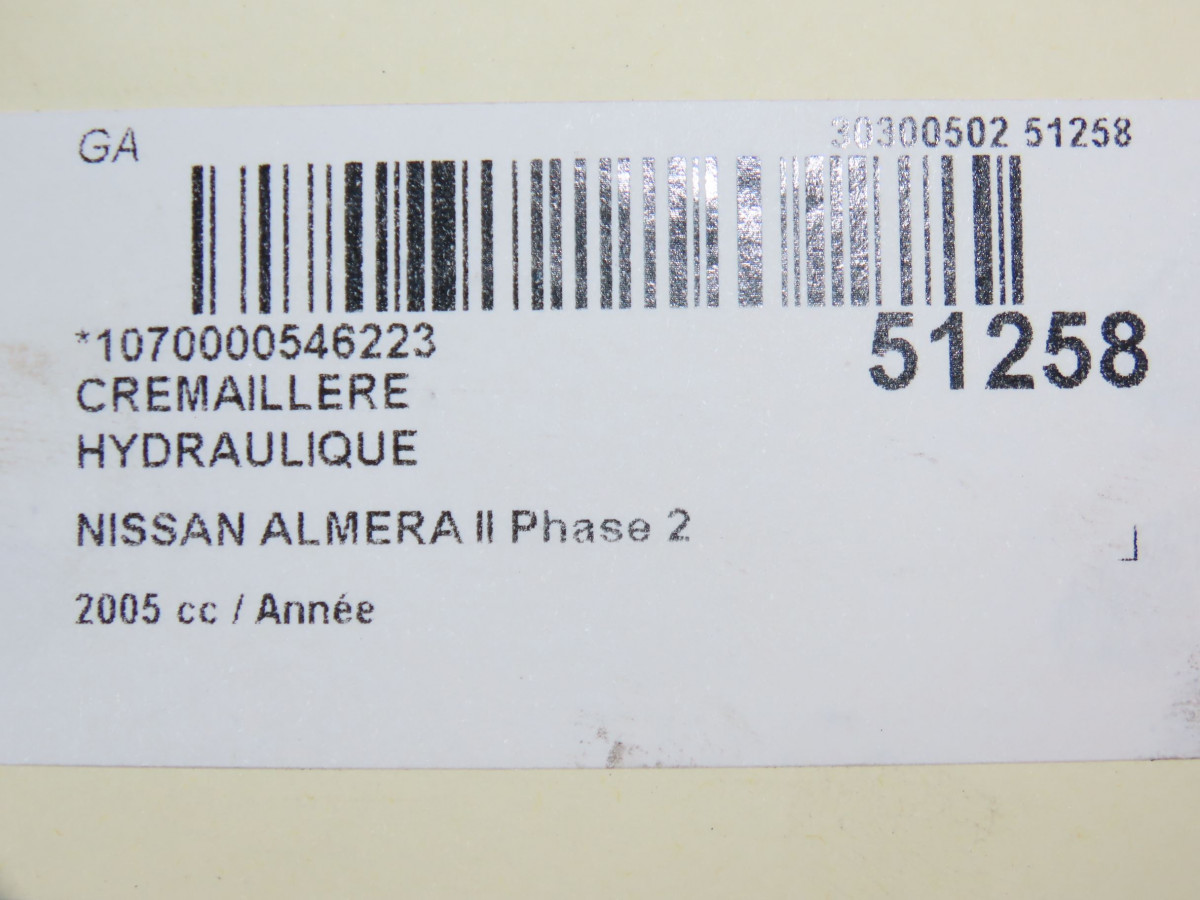 GA
30300502 51258
*1070000546223
51258
CREMAILLERE
HYDRAULIQUE
NISSAN ALMERA II Phase 2
2005 cc / Année